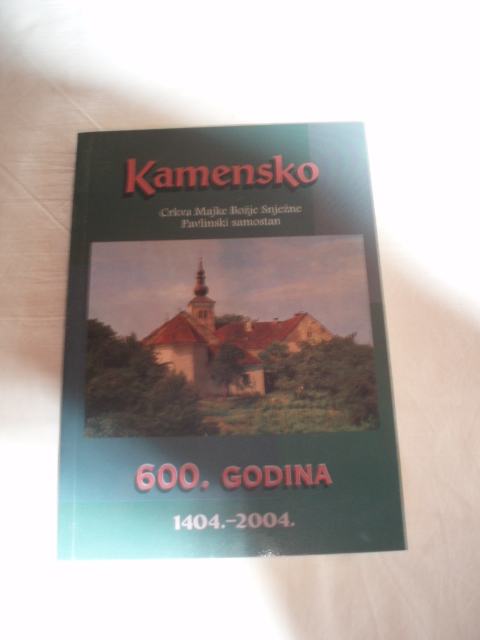 Kamensko
Crkva Majke Božje Snježne
Pavlinski samostan
600. GODINA
1404.-2004.